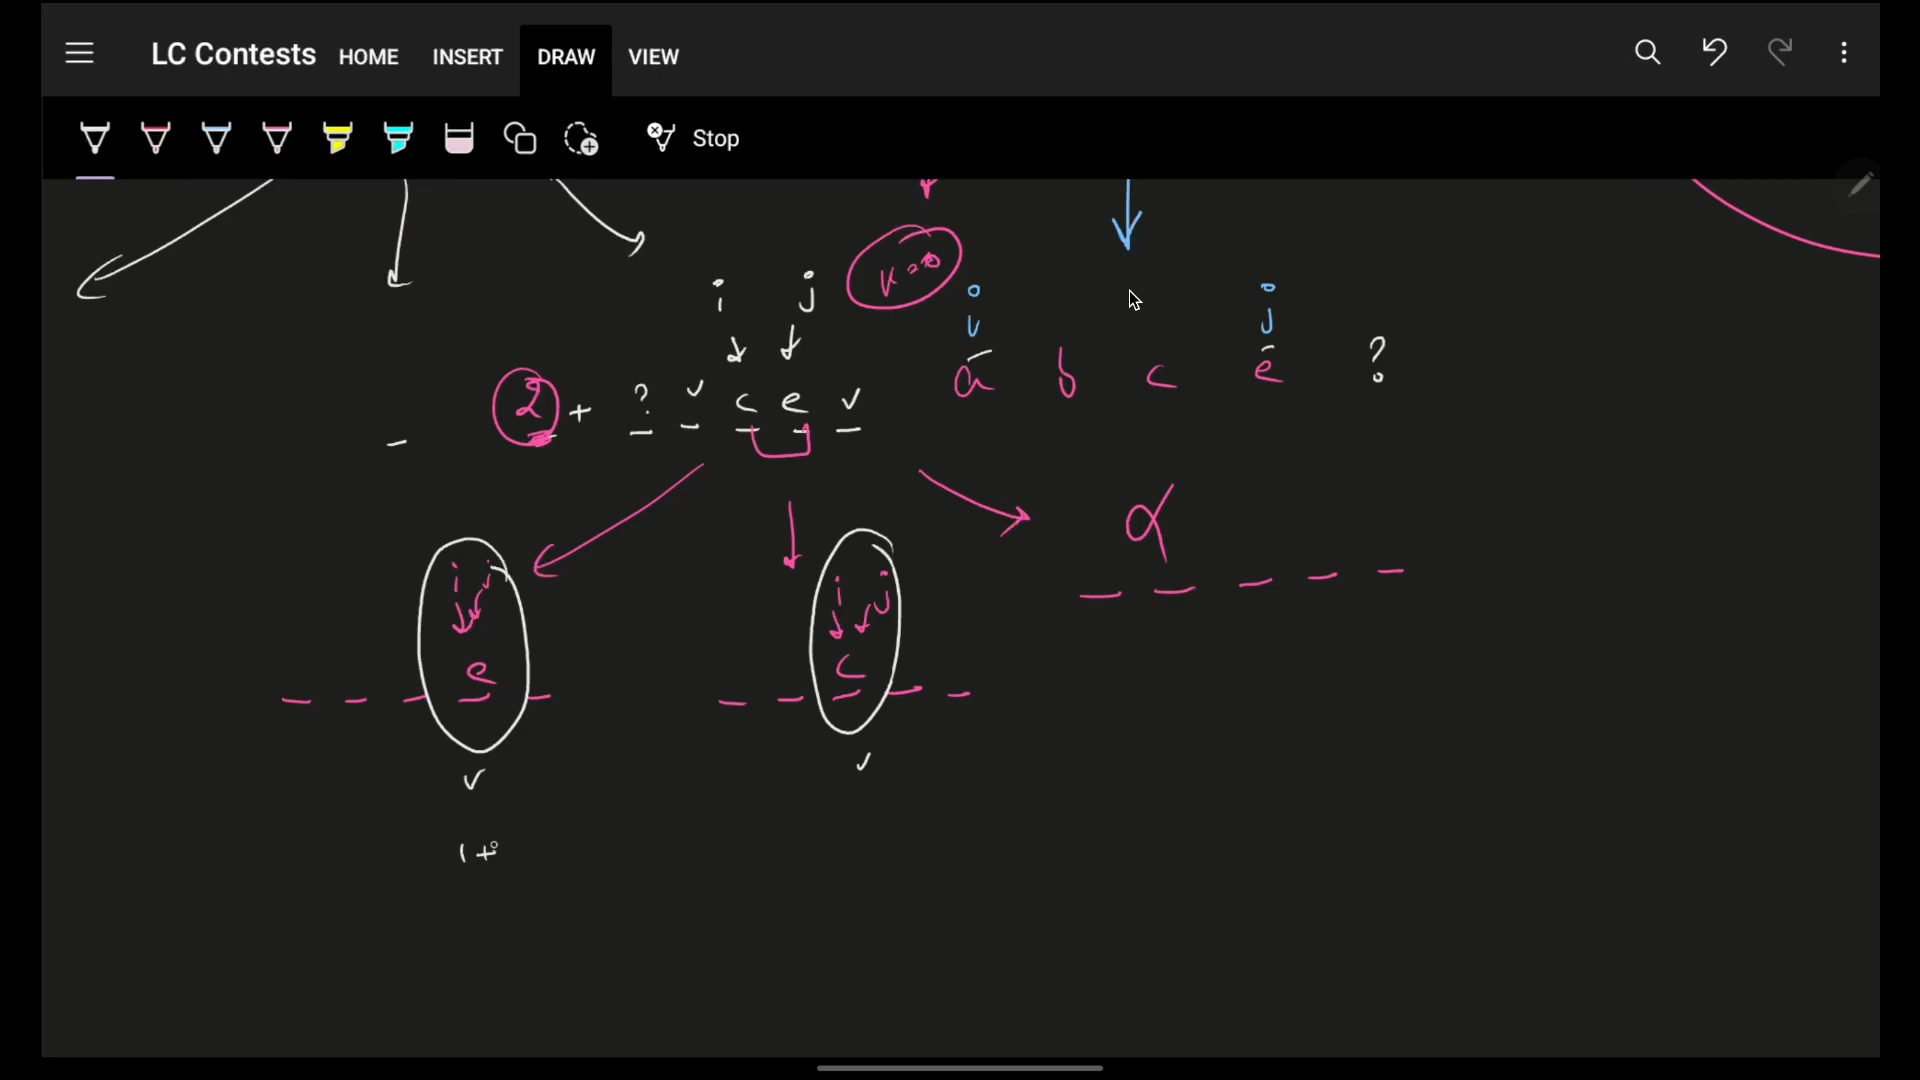 LC Contests HOME INSERT DRAW VIEW
Stop
i j K=0 i j
a b c e ?
2 + ? v c e v
α
i j i j
e c
1+